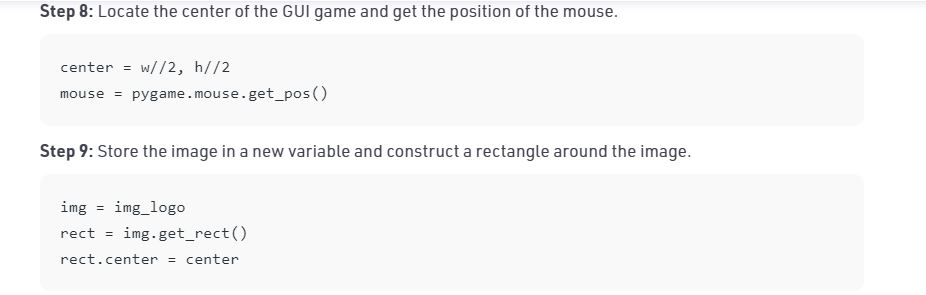 Step 8: Locate the center of the GUI game and get the position of the mouse.
center = w//2, h//2
mouse = pygame.mouse.get_pos()
Step 9: Store the image in a new variable and construct a rectangle around the image.
img = img_logo
rect = img.get_rect()
rect.center = center